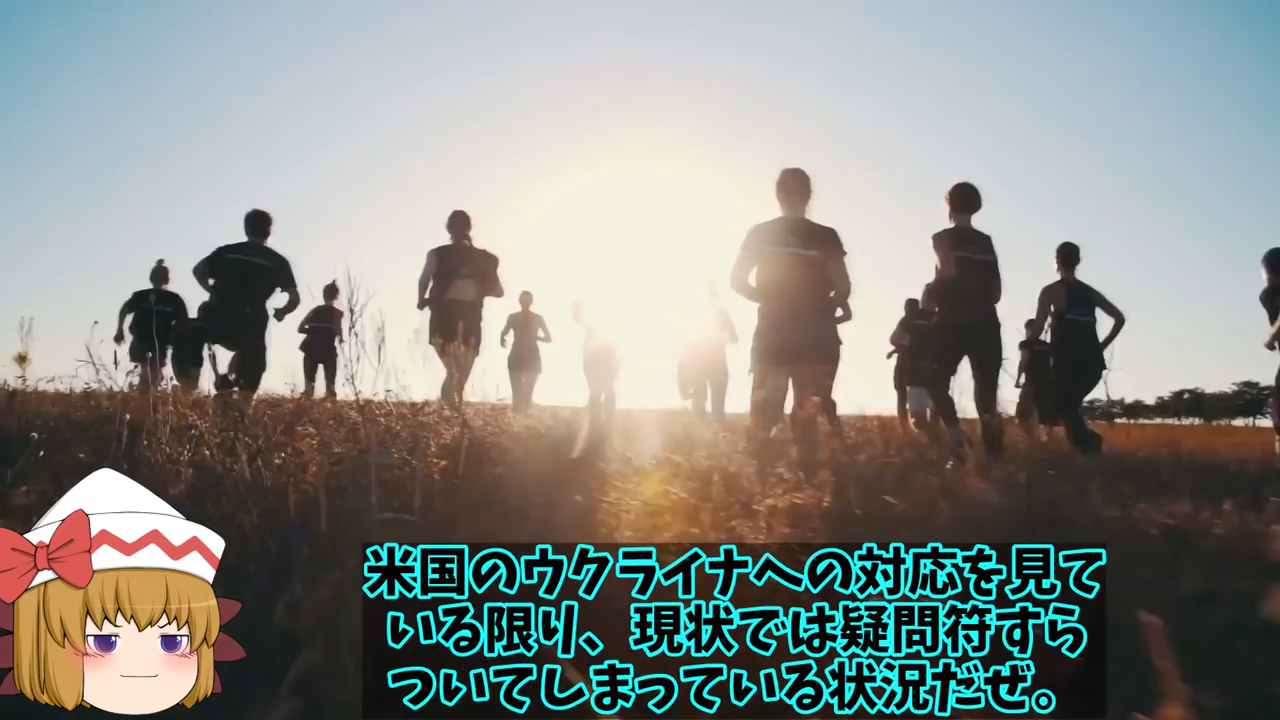 米国のウクライナへの対応を見て
いる限り、現状では疑問符すら
ついてしまっている状況だぜ。